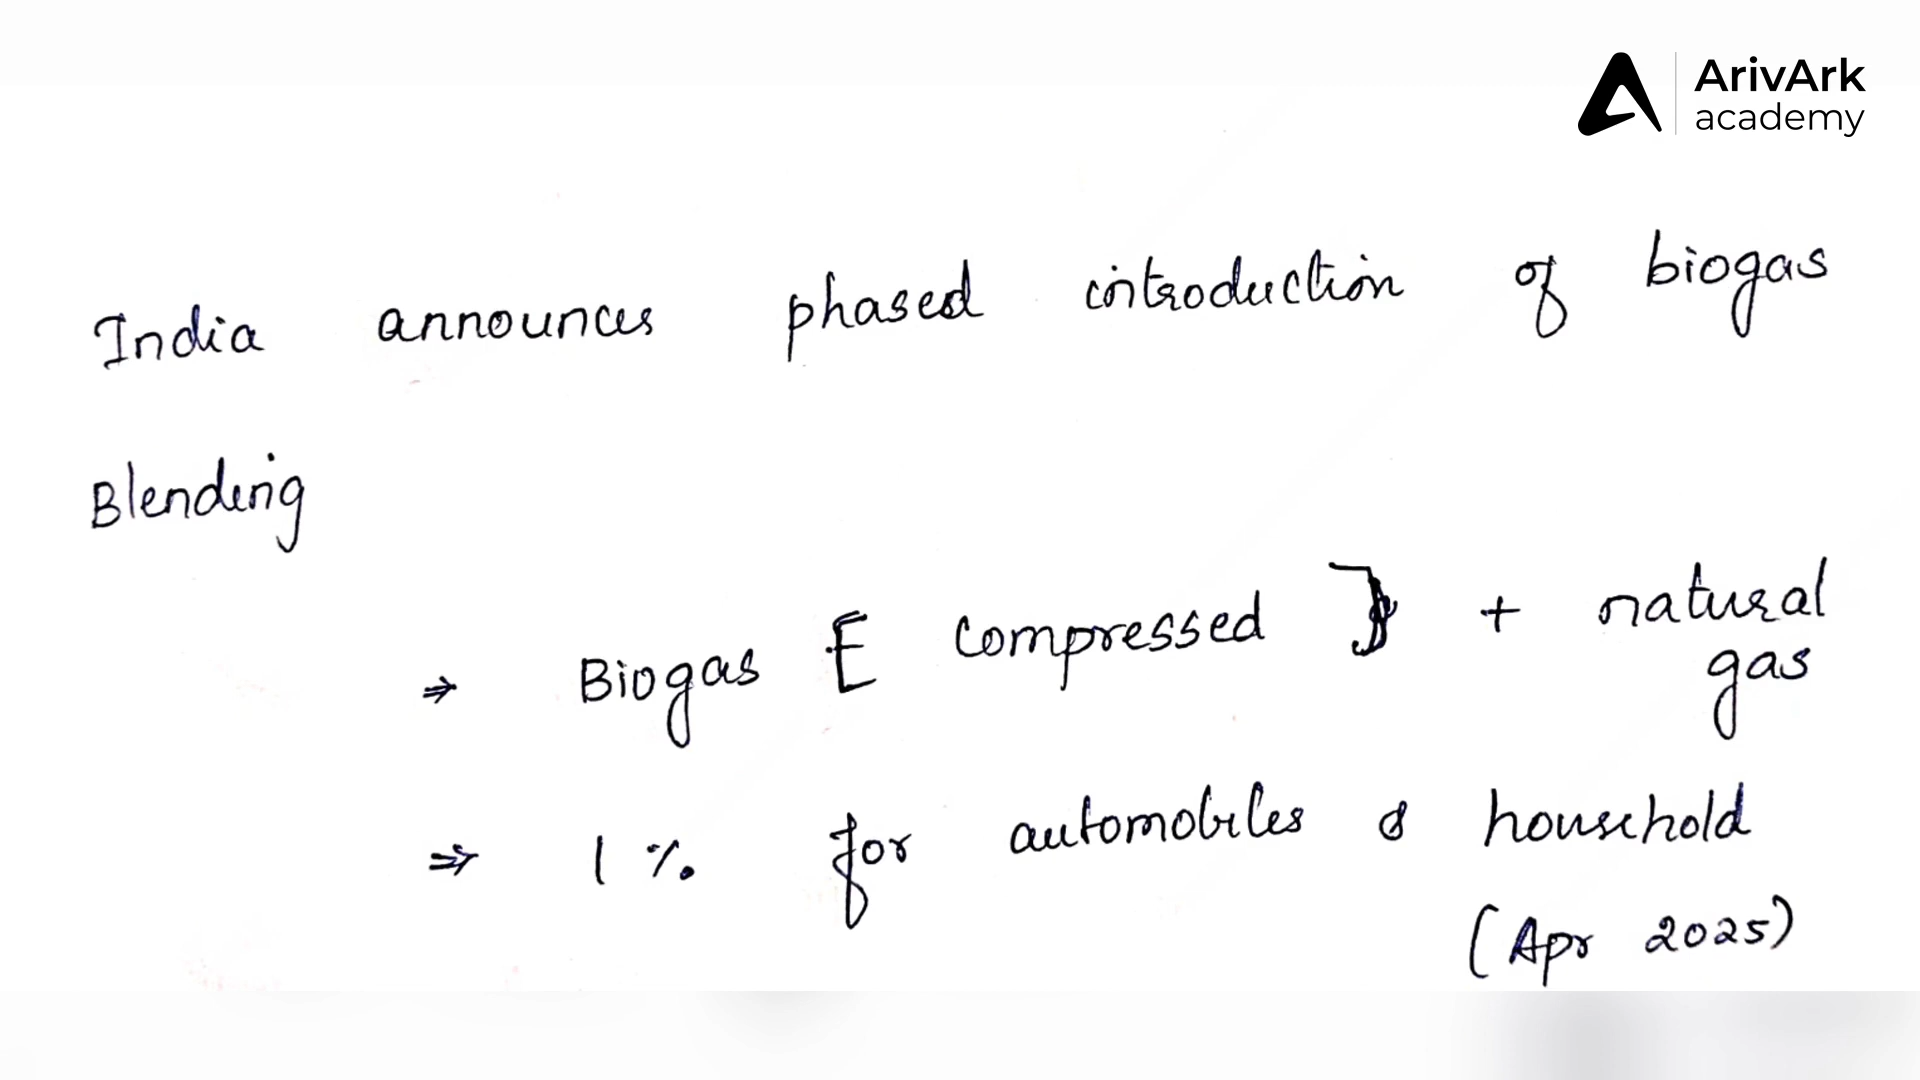 ArivArk
academy
India announces phased introduction of biogas
Blending
⇒ Biogas [compressed] + natural
gas
⇒ 1% for automobiles & household
(Apr 2025)